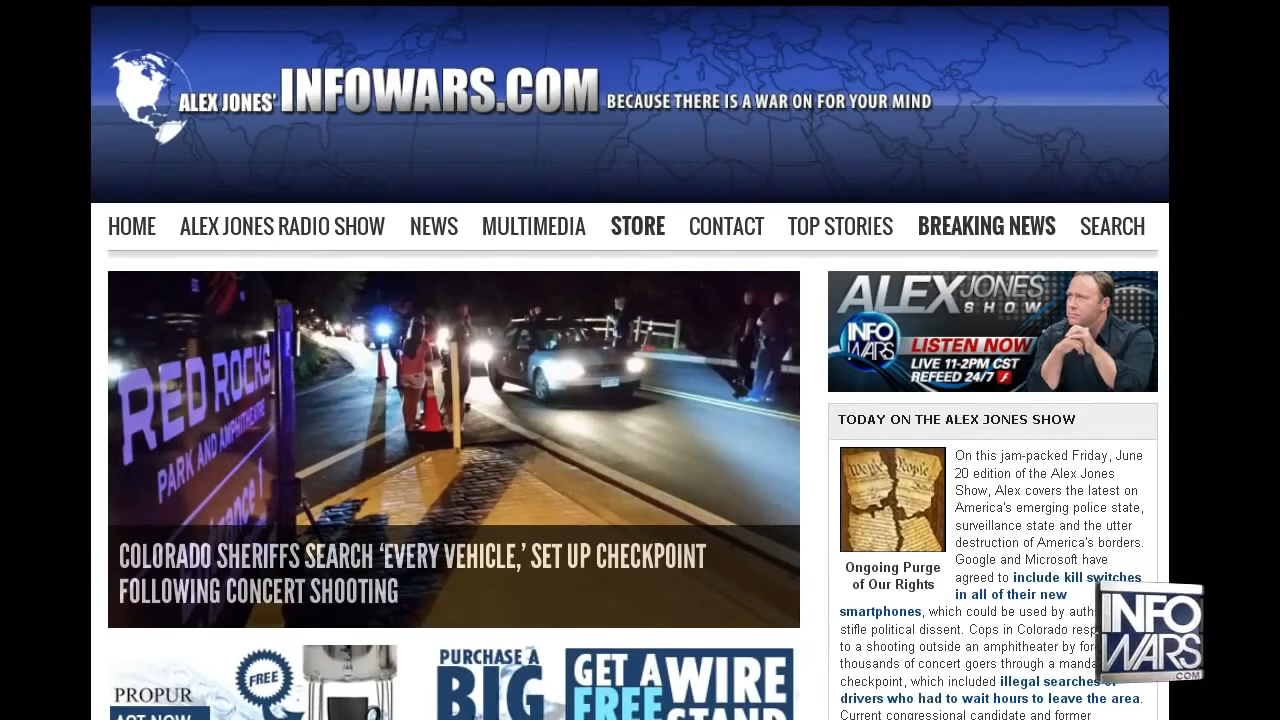 ALEX JONES' INFOWARS.COM BECAUSE THERE IS A WAR ON FOR YOUR MIND
HOME ALEX JONES RADIO SHOW NEWS MULTIMEDIA STORE CONTACT TOP STORIES BREAKING NEWS SEARCH
RED ROCKS
PARK AND AMPHITHEATRE
COLORADO SHERIFFS SEARCH ‘EVERY VEHICLE,’ SET UP CHECKPOINT
FOLLOWING CONCERT SHOOTING
ALEX JONES
SHOW
INFO
WARS
LISTEN NOW
LIVE 11-2PM CST
REFEED 24/7
TODAY ON THE ALEX JONES SHOW
We the People
Ongoing Purge
of Our Rights
On this jam-packed Friday, June
20 edition of the Alex Jones
Show, Alex covers the latest on
America's emerging police state,
surveillance state and the utter
destruction of America's borders.
Google and Microsoft have
agreed to include kill switches
in all of their new
smartphones, which could be used by auth
stifle political dissent. Cops in Colorado resp
to a shooting outside an amphitheater by for
thousands of concert goers through a manda
checkpoint, which included illegal searches o
drivers who had to wait hours to leave the area.
Current congressional candidate and former
PROPUR
ACT NOW
FREE
PURCHASE A
BIG
GET A
FREE
WIRE
STAND
INFO
WARS
.COM